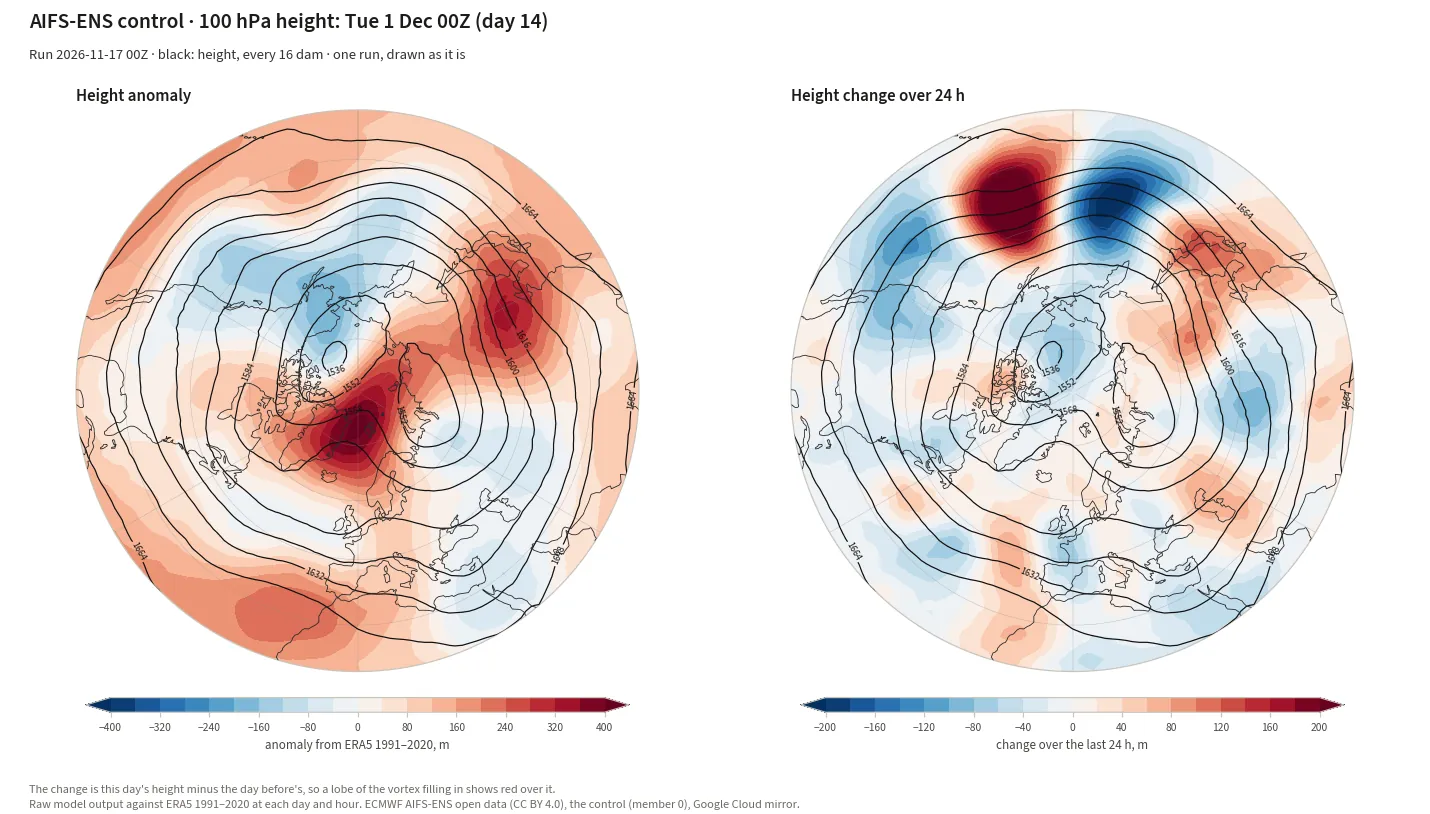 AIFS-ENS control · 100 hPa height: Tue 1 Dec 00Z (day 14)
Run 2026-11-17 00Z · black: height, every 16 dam · one run, drawn as it is
Height anomaly
Height change over 24 h
1664
1616
1600
1584
1536
1552
1568
1552
1664
1664
1632
1664
1616
1600
1584
1536
1552
1568
1552
1664
1664
1632
−400 −320 −240 −160 −80 0 80 160 240 320 400
anomaly from ERA5 1991–2020, m
−200 −160 −120 −80 −40 0 40 80 120 160 200
change over the last 24 h, m
The change is this day's height minus the day before's, so a lobe of the vortex filling in shows red over it.
Raw model output against ERA5 1991–2020 at each day and hour. ECMWF AIFS-ENS open data (CC BY 4.0), the control (member 0), Google Cloud mirror.